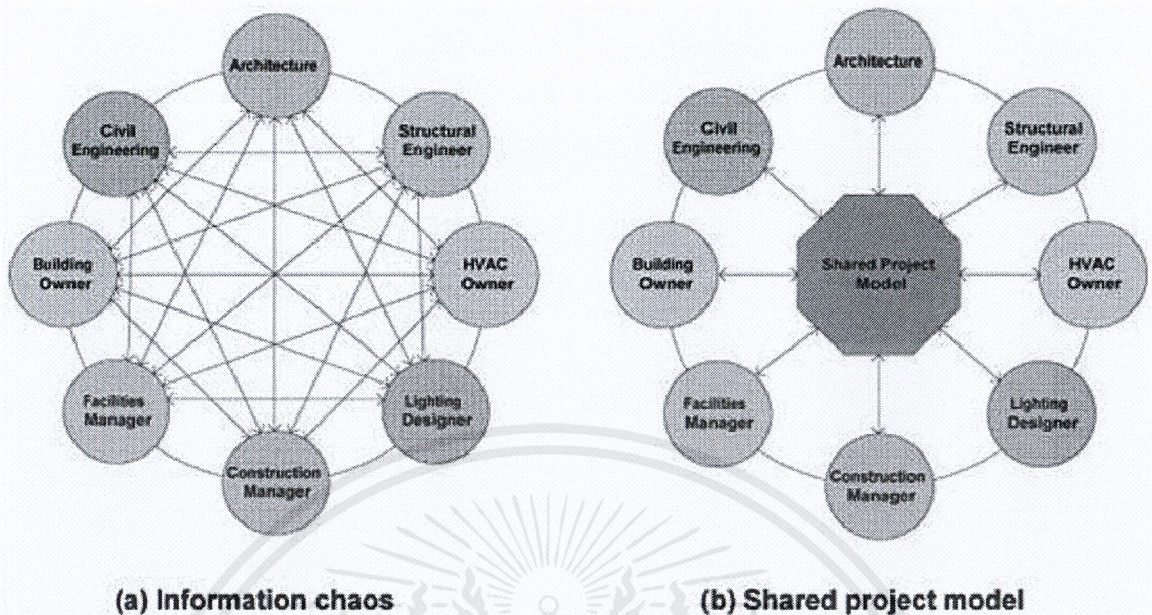 Architecture
Civil
Engineering
Structural
Engineer
Building
Owner
HVAC
Owner
Facilities
Manager
Lighting
Designer
Construction
Manager
(a) Information chaos
Architecture
Civil
Engineering
Structural
Engineer
Building
Owner
Shared Project
Model
HVAC
Owner
Facilities
Manager
Lighting
Designer
Construction
Manager
(b) Shared project model